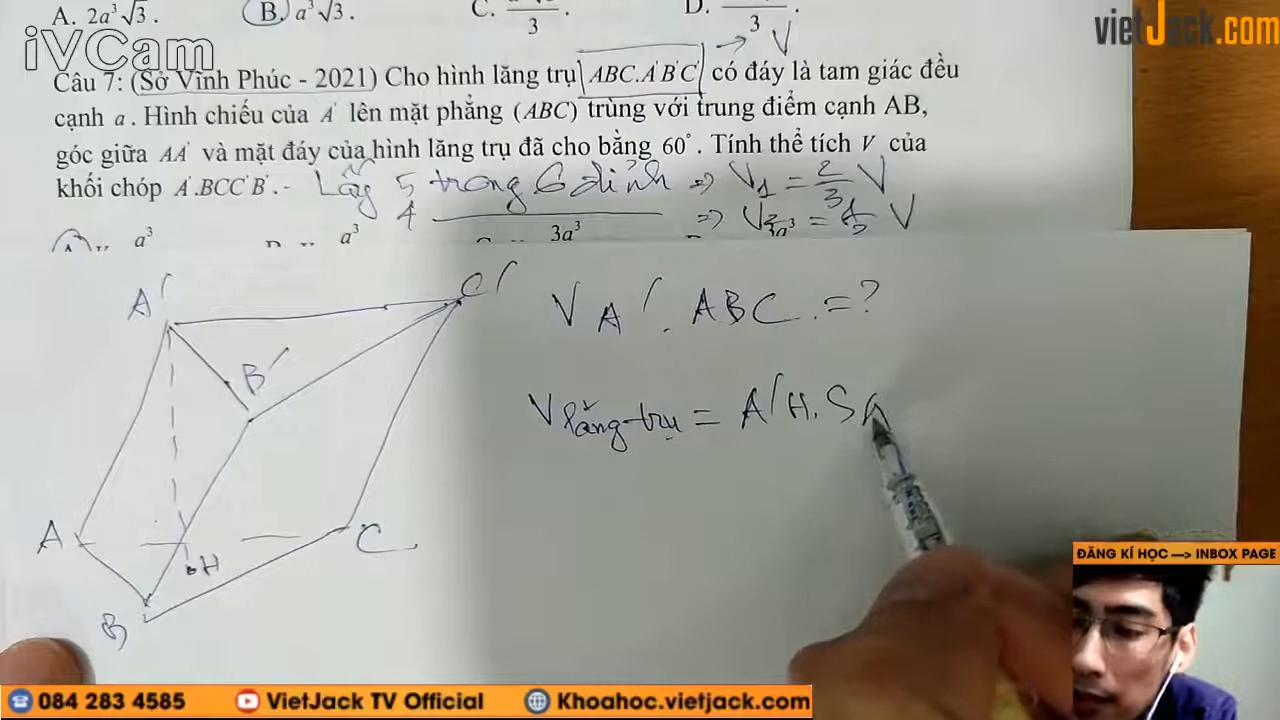 A. 2a³√3. B. a³√3. C. 3. D. 3.
iVCam
vietJack.com
Câu 7: (Sở Vĩnh Phúc - 2021) Cho hình lăng trụ ABC.A'B'C' có đáy là tam giác đều
→ V
cạnh a. Hình chiếu của A' lên mặt phẳng (ABC) trùng với trung điểm cạnh AB,
góc giữa AA' và mặt đáy của hình lăng trụ đã cho bằng 60°. Tính thể tích V của
khối chóp A'.BCC'B'.
Lấy 5 trong 6 đỉnh => V₁ = 2/3 V
4 => V₂ = V
a³ a³ 3a³
A' C'
B'
A C
H
B
V A'.ABC = ?
V lăng trụ = A'H. S A
ĐĂNG KÍ HỌC —> INBOX PAGE
084 283 4585 VietJack TV Official Khoahoc.vietjack.com